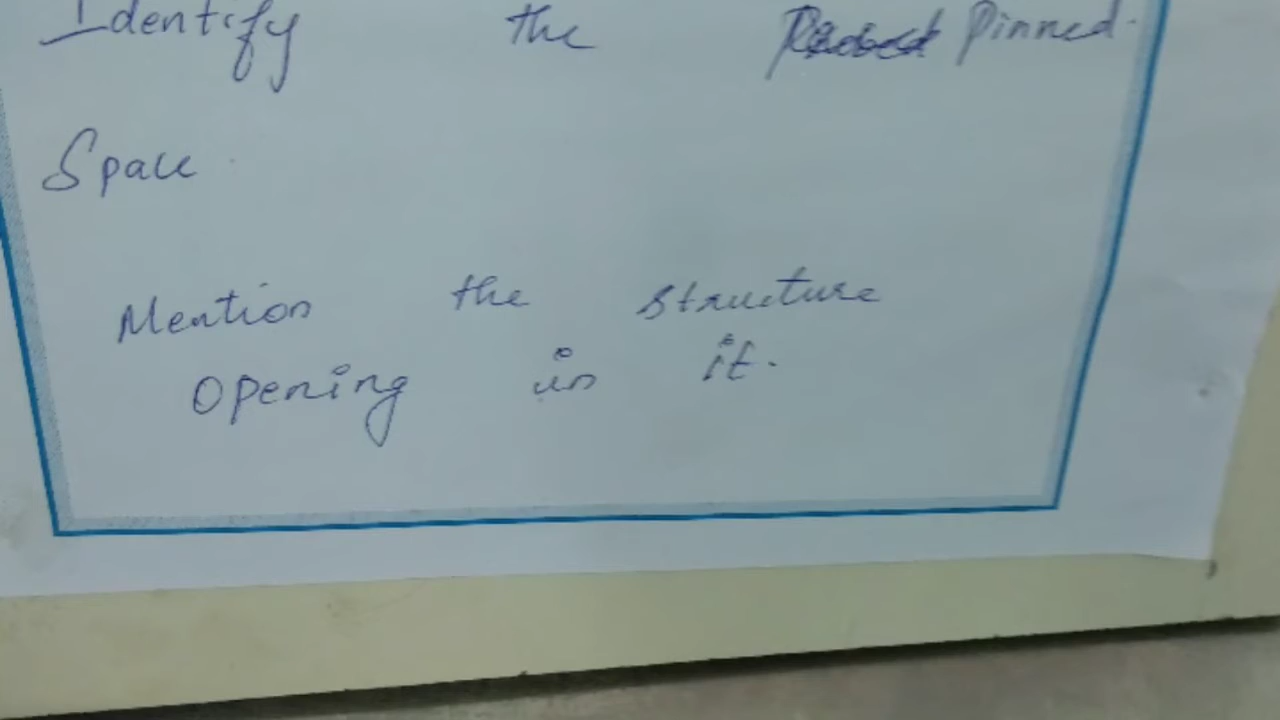 Identify the Pinned
Space
Mention the structure
Opening in it.